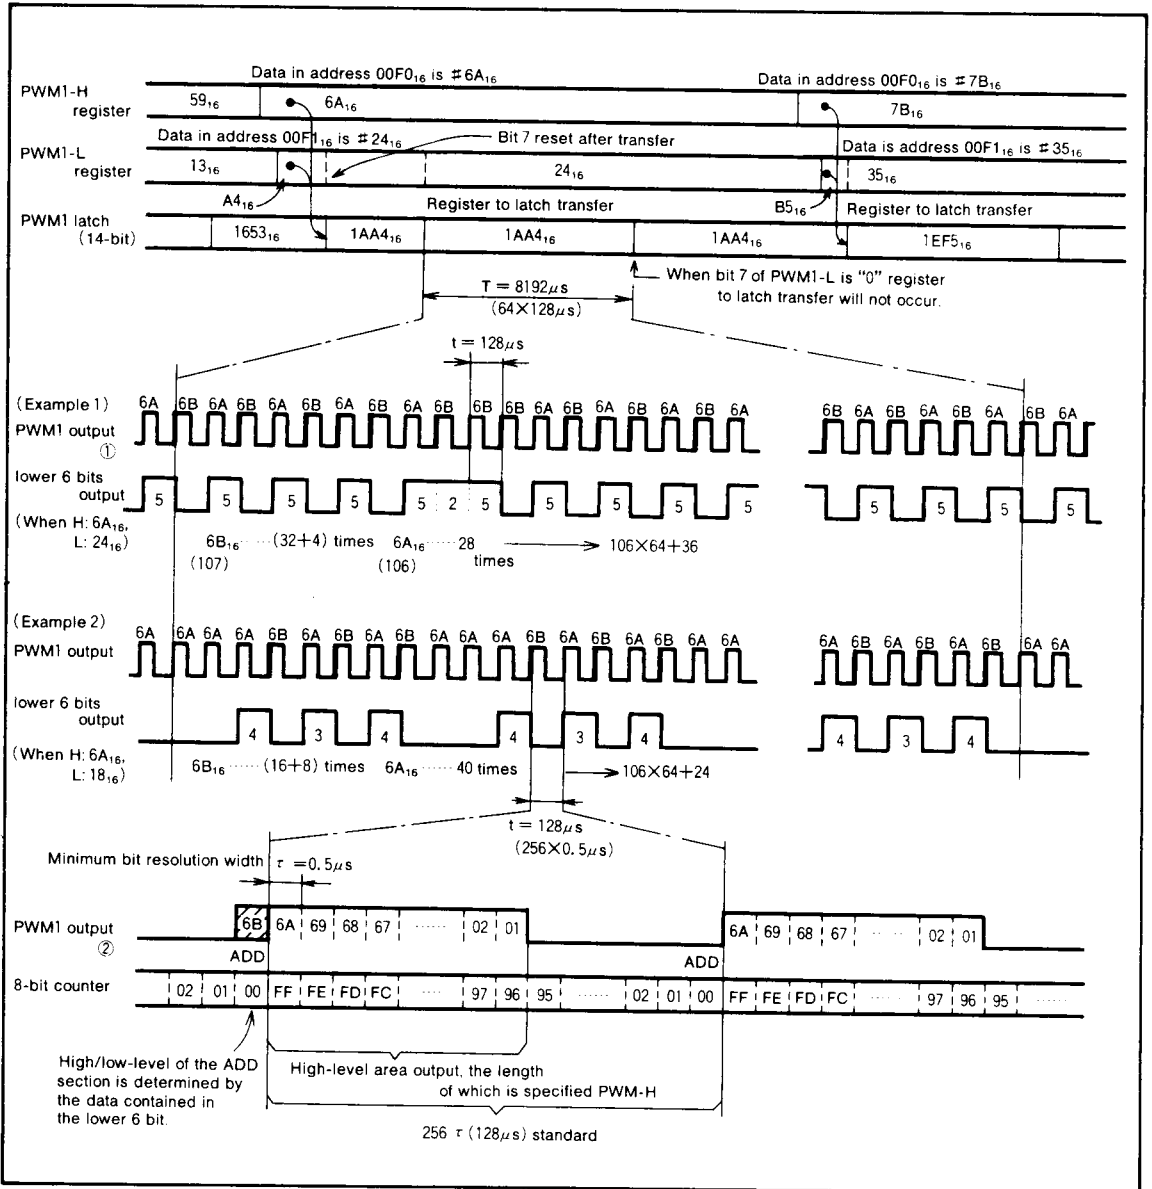 Data in address 00F0₁₆ is ♯6A₁₆
Data in address 00F0₁₆ is ♯7B₁₆
PWM1-H
register
59₁₆
6A₁₆
7B₁₆
Data in address 00F1₁₆ is ♯24₁₆
Bit 7 reset after transfer
Data is address 00F1₁₆ is ♯35₁₆
PWM1-L
register
13₁₆
24₁₆
35₁₆
A4₁₆
Register to latch transfer
B5₁₆
Register to latch transfer
PWM1 latch
(14-bit)
1653₁₆
1AA4₁₆
1AA4₁₆
1AA4₁₆
1EF5₁₆
When bit 7 of PWM1-L is "0" register
to latch transfer will not occur.
T = 8192μs
(64×128μs)
t = 128μs
(Example 1)
6A 6B 6A 6B 6A 6B 6A 6B 6A 6B 6B 6B 6A 6B 6A 6B 6A 6B 6A
6B 6A 6B 6A 6B 6A 6B 6A
PWM1 output
①
lower 6 bits
output
5 5 5 5 5 2 5 5 5 5 5
5 5 5 5
(When H: 6A₁₆,
L: 24₁₆)
6B₁₆ ······ (32+4) times 6A₁₆ ······ 28
times
106×64+36
(107)
(106)
(Example 2)
6A 6A 6A 6A 6B 6A 6B 6A 6B 6A 6A 6A 6B 6A 6B 6A 6B 6A 6A
6A 6B 6A 6B 6A 6B 6A 6A
PWM1 output
lower 6 bits
output
4 3 4 4 3 4
4 3 4
(When H: 6A₁₆,
L: 18₁₆)
6B₁₆ ······ (16+8) times 6A₁₆ ······ 40 times
106×64+24
t = 128μs
(256×0.5μs)
Minimum bit resolution width τ =0.5μs
PWM1 output
②
6B 6A 69 68 67 ······ 02 01
6A 69 68 67 ······ 02 01
ADD
ADD
8-bit counter
02 01 00 FF FE FD FC ······ 97 96 95 ······ 02 01 00 FF FE FD FC ······ 97 96 95 ······
High/low-level of the ADD
section is determined by
the data contained in
the lower 6 bit.
High-level area output, the length
of which is specified PWM-H
256 τ (128μs) standard